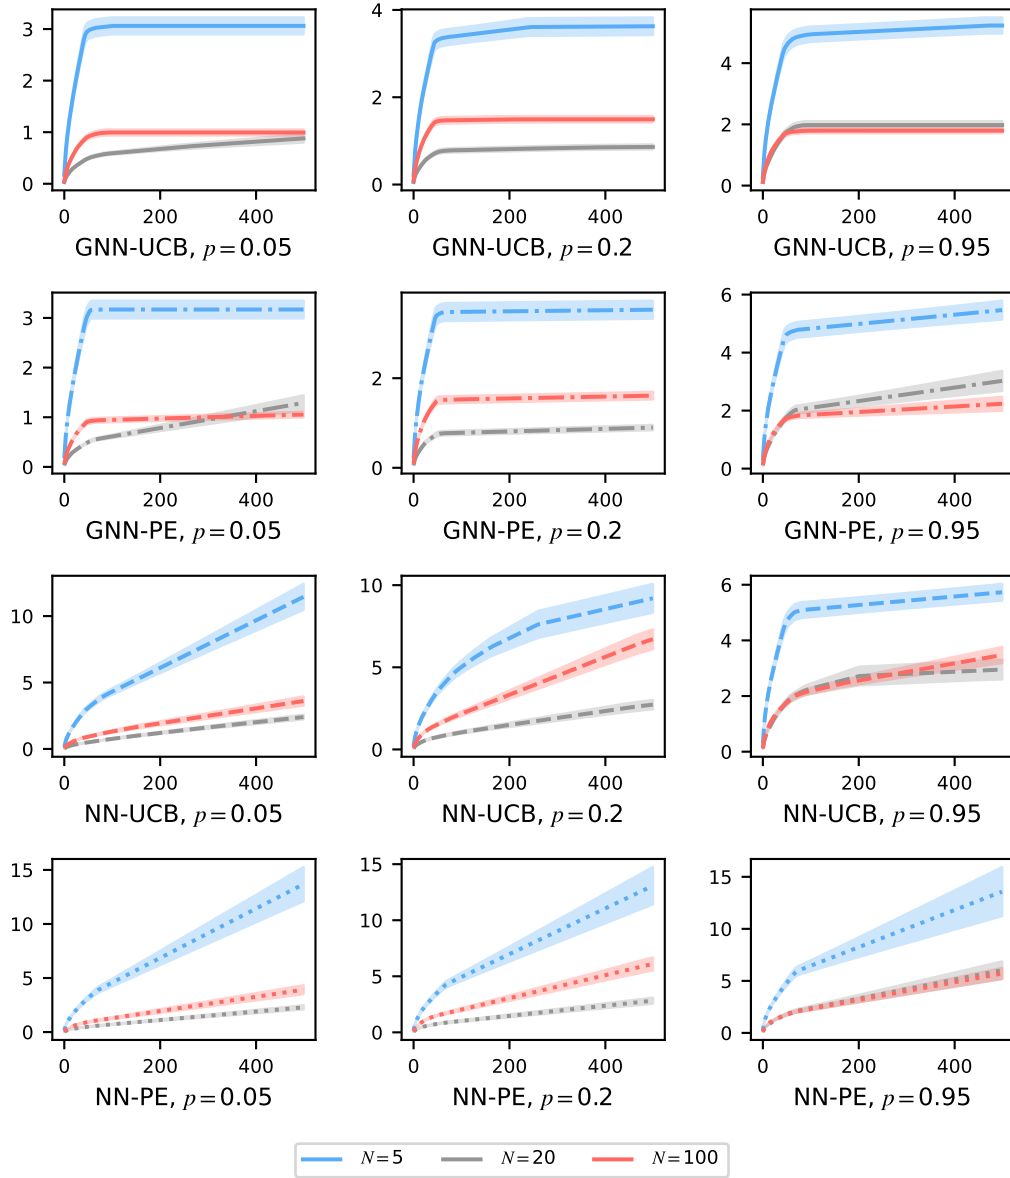 3
2
1
0
0 200 400
GNN-UCB, p=0.05
4
2
0
0 200 400
GNN-UCB, p=0.2
4
2
0
0 200 400
GNN-UCB, p=0.95
3
2
1
0
0 200 400
GNN-PE, p=0.05
2
0
0 200 400
GNN-PE, p=0.2
6
4
2
0
0 200 400
GNN-PE, p=0.95
10
5
0
0 200 400
NN-UCB, p=0.05
10
5
0
0 200 400
NN-UCB, p=0.2
6
4
2
0
0 200 400
NN-UCB, p=0.95
15
10
5
0
0 200 400
NN-PE, p=0.05
15
10
5
0
0 200 400
NN-PE, p=0.2
15
10
5
0
0 200 400
NN-PE, p=0.95
N=5 N=20 N=100